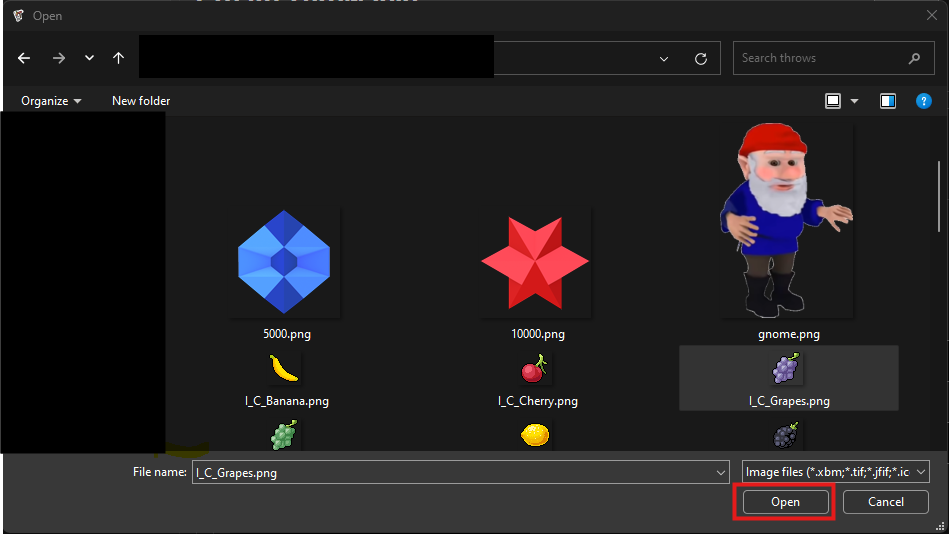 Open
Search throws
Organize
New folder
?
5000.png
10000.png
gnome.png
I_C_Banana.png
I_C_Cherry.png
I_C_Grapes.png
File name:
I_C_Grapes.png
Image files (*.xbm;*.tif;*.jfif;*.ic
Open
Cancel